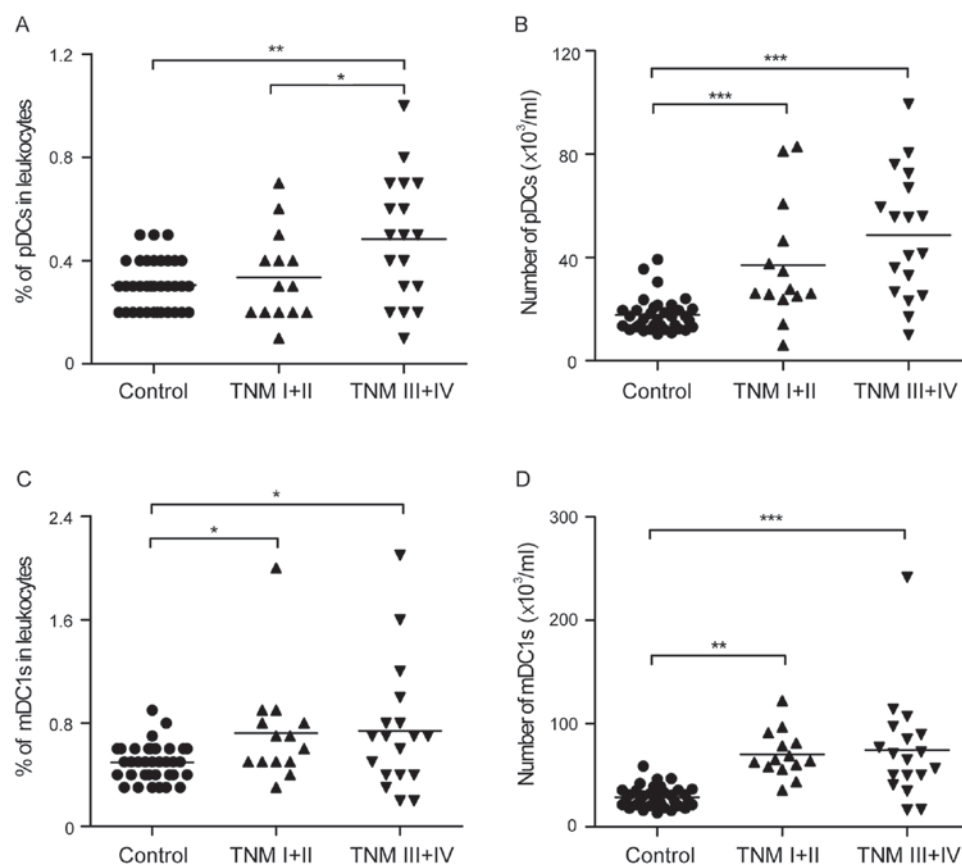 A
% of pDCs in leukocytes
1.2
0.8
0.4
0
**
*
Control
TNM I+II
TNM III+IV
B
Number of pDCs (x10³/ml)
120
80
40
0
***
***
Control
TNM I+II
TNM III+IV
C
% of mDC1s in leukocytes
2.4
1.6
0.8
0
*
*
Control
TNM I+II
TNM III+IV
D
Number of mDC1s (x10³/ml)
300
200
100
0
***
**
Control
TNM I+II
TNM III+IV